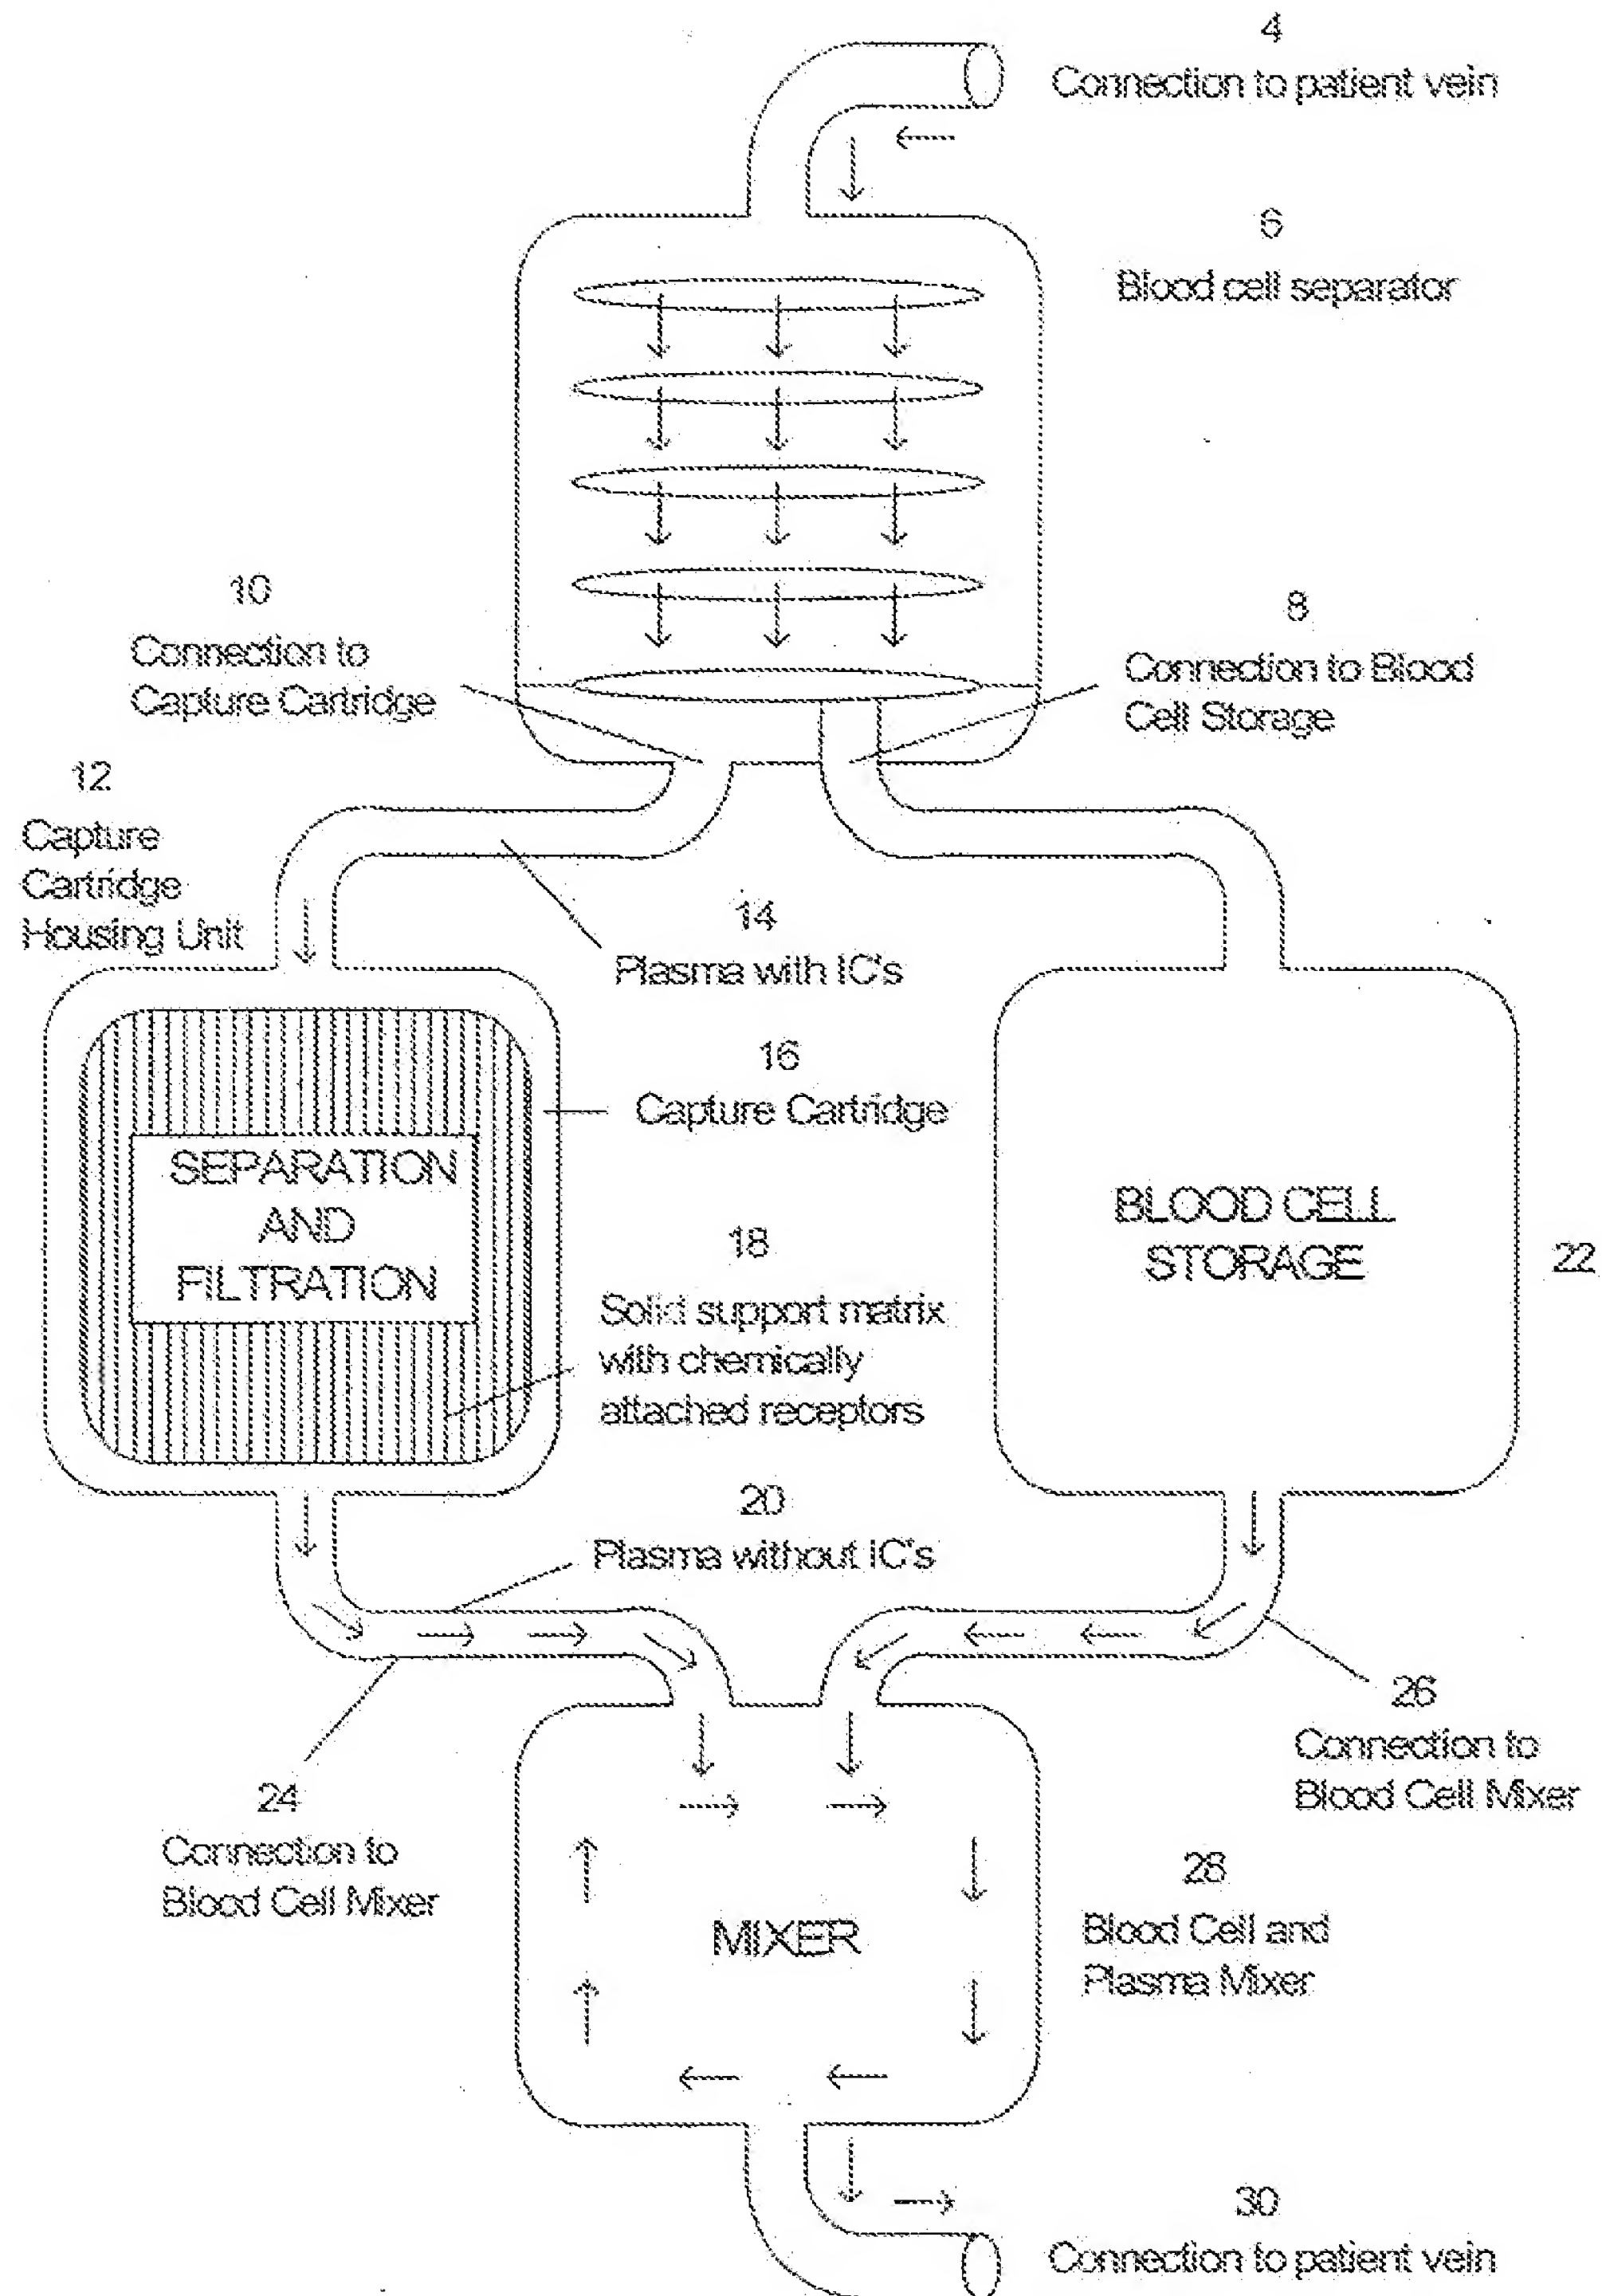 4
Connection to patient vein
6
Blood cell separator
10
Connection to
Capture Cartridge
8
Connection to Blood
Cell Storage
12
Capture
Cartridge
Housing Unit
14
Plasma with IC's
16
Capture Cartridge
SEPARATION
AND
FILTRATION
BLOOD CELL
STORAGE
22
18
Solid support matrix
with chemically
attached receptors
20
Plasma without IC's
26
Connection to
Blood Cell Mixer
24
Connection to
Blood Cell Mixer
MIXER
28
Blood Cell and
Plasma Mixer
30
Connection to patient vein